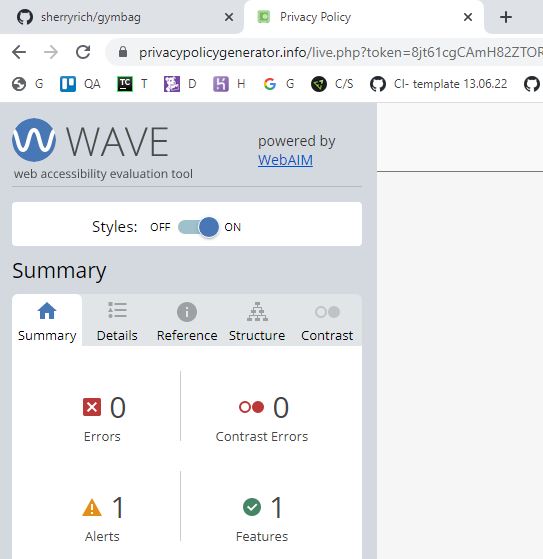 sherryrich/gymbag
Privacy Policy
privacypolicygenerator.info/live.php?token=8jt61cgCAmH82ZTOR
G QA T D H G C/S CI- template 13.06.22
WAVE
web accessibility evaluation tool
powered by
WebAIM
Styles: OFF ON
Summary
Summary Details Reference Structure Contrast
0 0
Errors Contrast Errors
1 1
Alerts Features